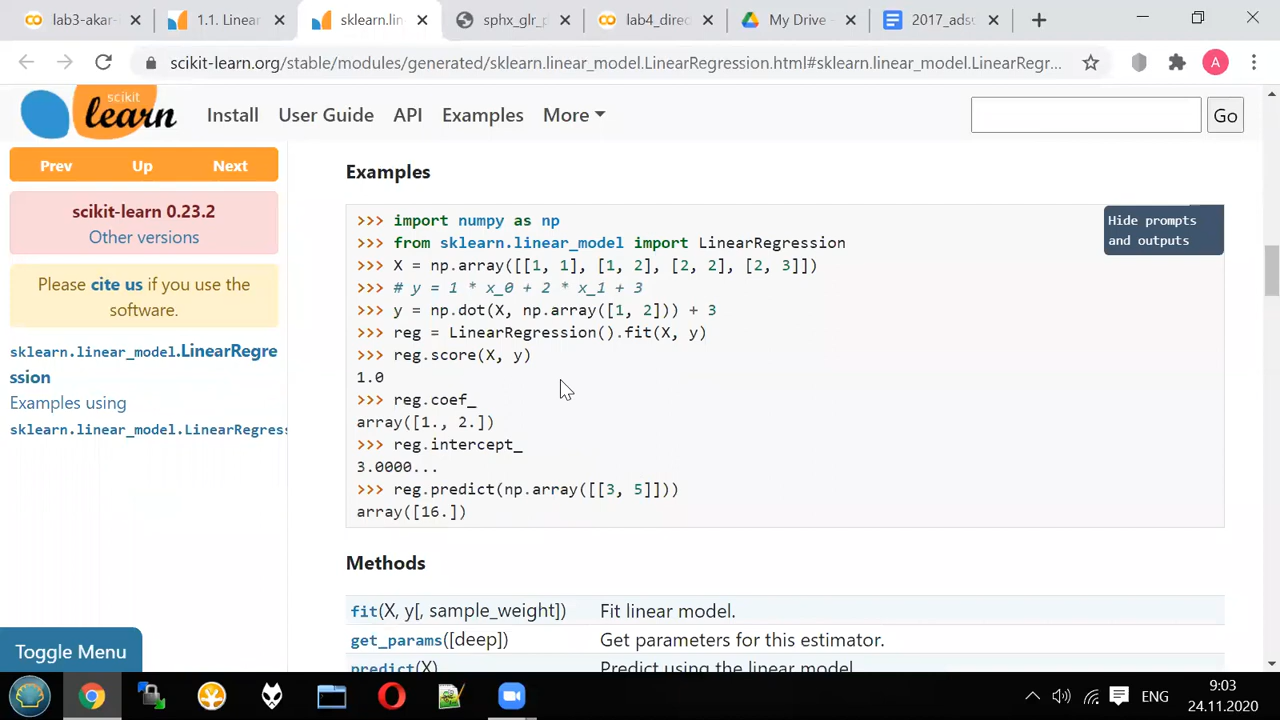 lab3-akar-
1.1. Linear
sklearn.lin
sphx_glr_p
lab4_direc
My Drive -
2017_ads
scikit-learn.org/stable/modules/generated/sklearn.linear_model.LinearRegression.html#sklearn.linear_model.LinearRegr...
A
scikit
learn
Install
User Guide
API
Examples
More
Go
Prev
Up
Next
scikit-learn 0.23.2
Other versions
Please cite us if you use the
software.
sklearn.linear_model.LinearRegre
ssion
Examples using
sklearn.linear_model.LinearRegress
Toggle Menu
Examples
>>> import numpy as np
>>> from sklearn.linear_model import LinearRegression
>>> X = np.array([[1, 1], [1, 2], [2, 2], [2, 3]])
>>> # y = 1 * x_0 + 2 * x_1 + 3
>>> y = np.dot(X, np.array([1, 2])) + 3
>>> reg = LinearRegression().fit(X, y)
>>> reg.score(X, y)
1.0
>>> reg.coef_
array([1., 2.])
>>> reg.intercept_
3.0000...
>>> reg.predict(np.array([[3, 5]]))
array([16.])
Hide prompts
and outputs
Methods
fit(X, y[, sample_weight]) Fit linear model.
get_params([deep]) Get parameters for this estimator.
predict(X) Predict using the linear model
ENG
9:03
24.11.2020